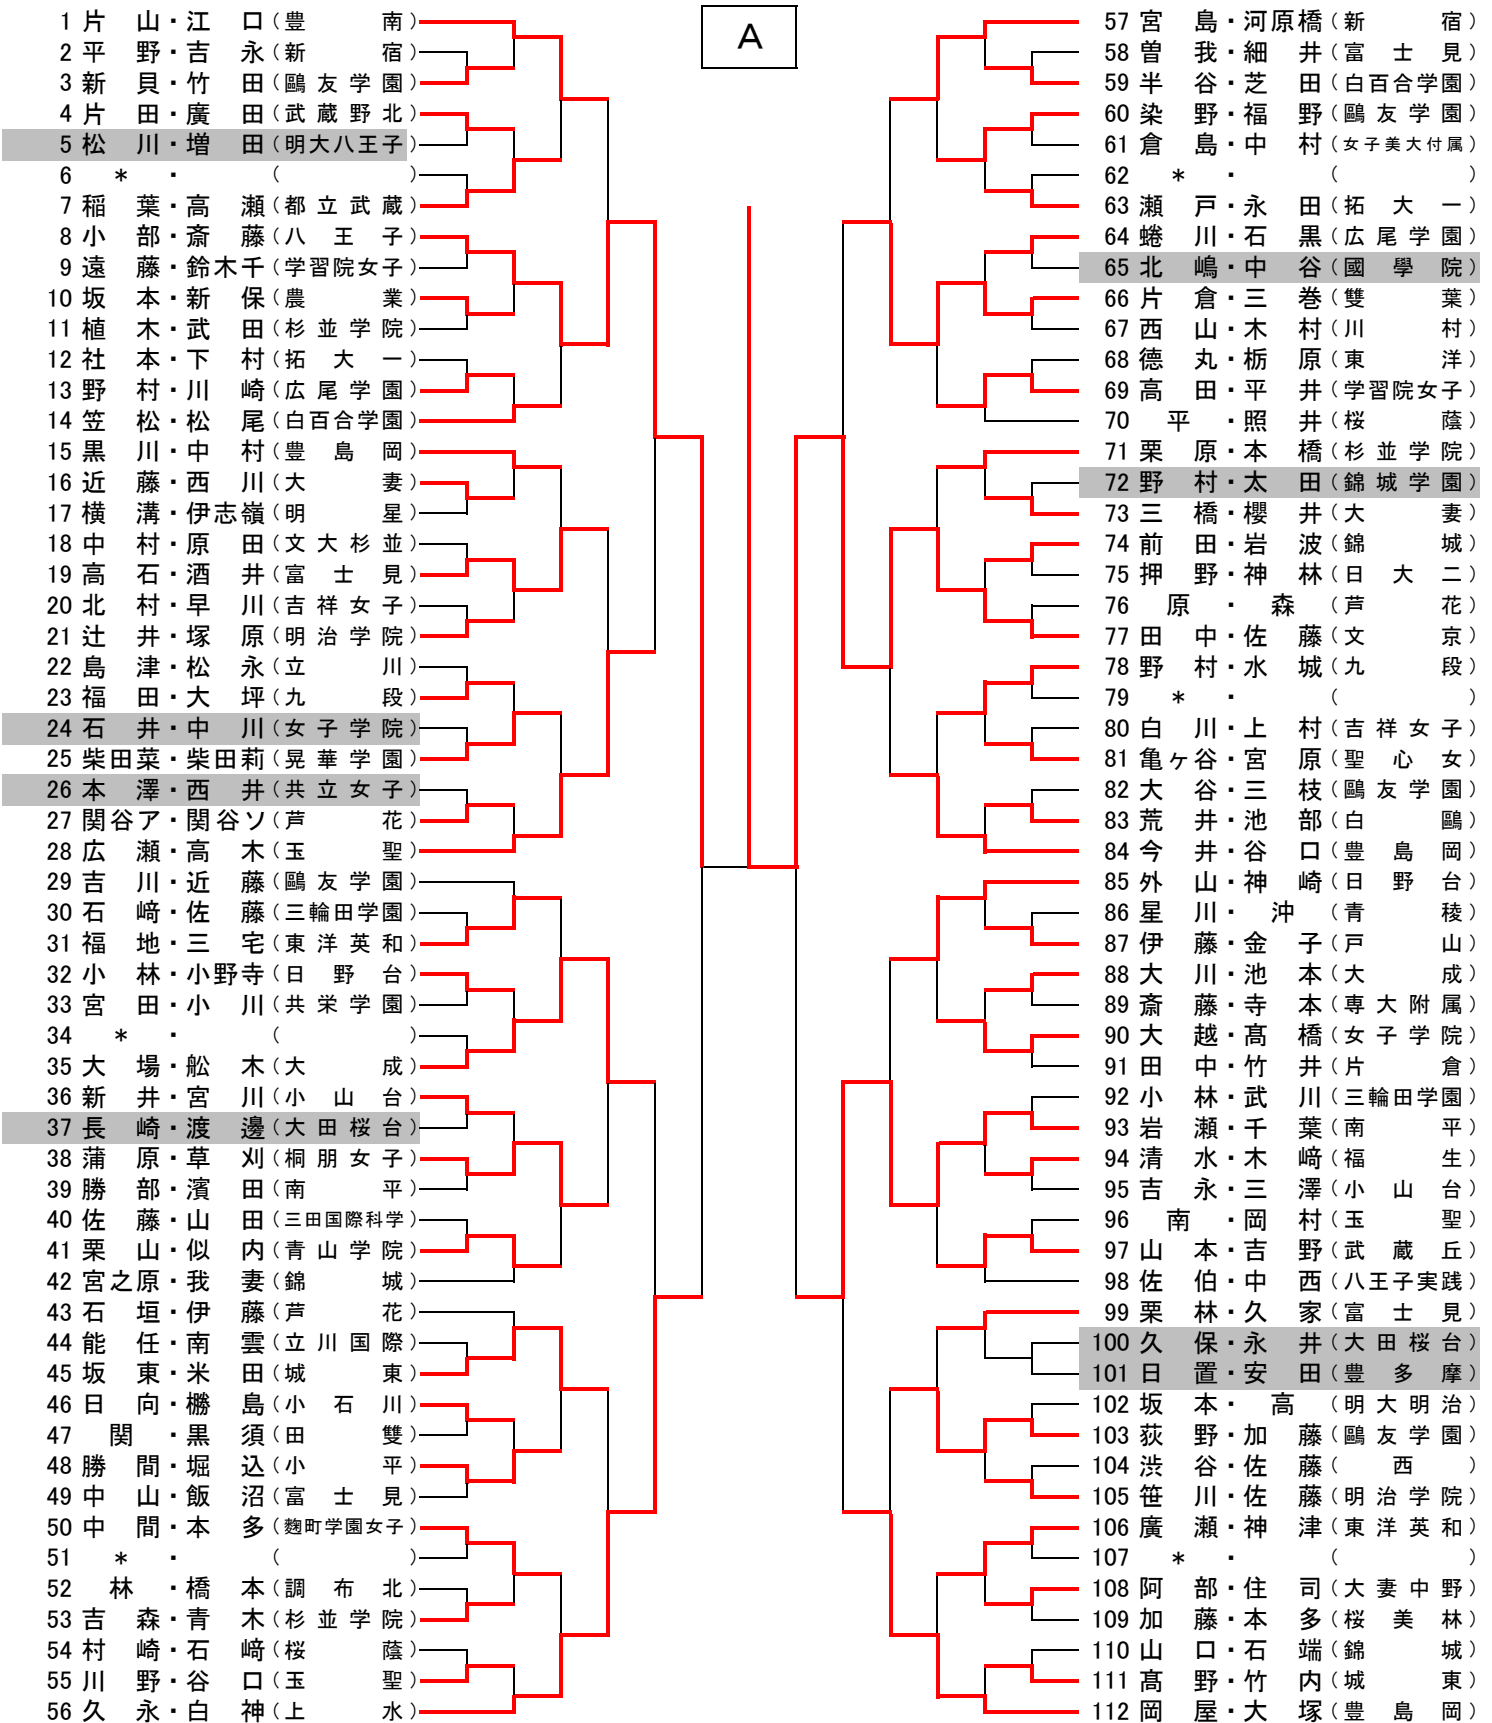 A
1 片山・江口(豊南)
2 平野・吉永(新宿)
3 新貝・竹田(鷗友学園)
4 片田・廣田(武蔵野北)
5 松川・増田(明大八王子)
6 *・( )
7 稲葉・高瀬(都立武蔵)
8 小部・斎藤(八王子)
9 遠藤・鈴木千(学習院女子)
10 坂本・新保(農業)
11 植木・武田(杉並学院)
12 社本・下村(拓大一)
13 野村・川崎(広尾学園)
14 笠松・松尾(白百合学園)
15 黒川・中村(豊島岡)
16 近藤・西川(大妻)
17 横溝・伊志嶺(明星)
18 中村・原田(文大杉並)
19 高石・酒井(富士見)
20 北村・早川(吉祥女子)
21 辻井・塚原(明治学院)
22 島津・松永(立川)
23 福田・大坪(九段)
24 石井・中川(女子学院)
25 柴田菜・柴田莉(晃華学園)
26 本澤・西井(共立女子)
27 関谷ア・関谷ソ(芦花)
28 広瀬・高木(玉聖)
29 吉川・近藤(鷗友学園)
30 石﨑・佐藤(三輪田学園)
31 福地・三宅(東洋英和)
32 小林・小野寺(日野台)
33 宮田・小川(共栄学園)
34 *・( )
35 大場・舩木(大成)
36 新井・宮川(小山台)
37 長崎・渡邊(大田桜台)
38 蒲原・草刈(桐朋女子)
39 勝部・濱田(南平)
40 佐藤・山田(三田国際科学)
41 栗山・似内(青山学院)
42 宮之原・我妻(錦城)
43 石垣・伊藤(芦花)
44 能任・南雲(立川国際)
45 坂東・米田(城東)
46 日向・橳島(小石川)
47 関・黒須(田雙)
48 勝間・堀込(小平)
49 中山・飯沼(富士見)
50 中間・本多(麴町学園女子)
51 *・( )
52 林・橋本(調布北)
53 吉森・青木(杉並学院)
54 村崎・石﨑(桜蔭)
55 川野・谷口(玉聖)
56 久永・白神(上水)
57 宮島・河原橋(新宿)
58 曽我・細井(富士見)
59 半谷・芝田(白百合学園)
60 染野・福野(鷗友学園)
61 倉島・中村(女子美大付属)
62 *・( )
63 瀬戸・永田(拓大一)
64 蜷川・石黒(広尾学園)
65 北嶋・中谷(國學院)
66 片倉・三巻(雙葉)
67 西山・木村(川村)
68 德丸・栃原(東洋)
69 高田・平井(学習院女子)
70 平・照井(桜蔭)
71 栗原・本橋(杉並学院)
72 野村・太田(錦城学園)
73 三橋・櫻井(大妻)
74 前田・岩波(錦城)
75 押野・神林(日大二)
76 原・森(芦花)
77 田中・佐藤(文京)
78 野村・水城(九段)
79 *・( )
80 白川・上村(吉祥女子)
81 亀ヶ谷・宮原(聖心女)
82 大谷・三枝(鷗友学園)
83 荒井・池部(白鷗)
84 今井・谷口(豊島岡)
85 外山・神崎(日野台)
86 星川・沖(青稜)
87 伊藤・金子(戸山)
88 大川・池本(大成)
89 斎藤・寺本(専大附属)
90 大越・髙橋(女子学院)
91 田中・竹井(片倉)
92 小林・武川(三輪田学園)
93 岩瀬・千葉(南平)
94 清水・木﨑(福生)
95 吉永・三澤(小山台)
96 南・岡村(玉聖)
97 山本・吉野(武蔵丘)
98 佐伯・中西(八王子実践)
99 栗林・久家(富士見)
100 久保・永井(大田桜台)
101 日置・安田(豊多摩)
102 坂本・高(明大明治)
103 荻野・加藤(鷗友学園)
104 渋谷・佐藤(西)
105 笹川・佐藤(明治学院)
106 廣瀬・神津(東洋英和)
107 *・( )
108 阿部・住司(大妻中野)
109 加藤・本多(桜美林)
110 山口・石端(錦城)
111 髙野・竹内(城東)
112 岡屋・大塚(豊島岡)